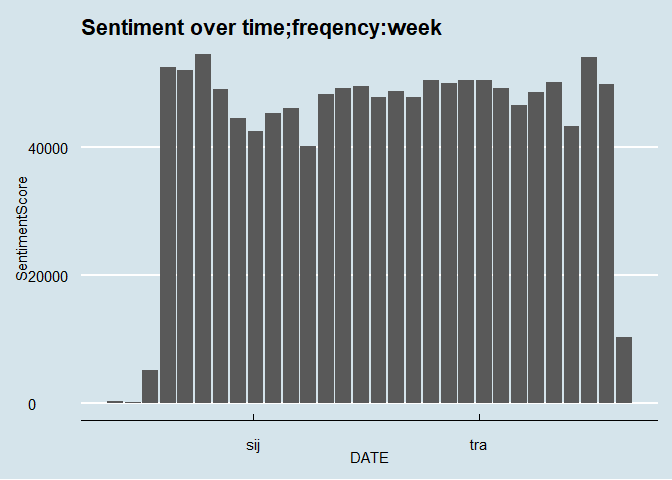 Sentiment over time;freqency:week
40000
20000
0
SentimentScore
sij
tra
DATE